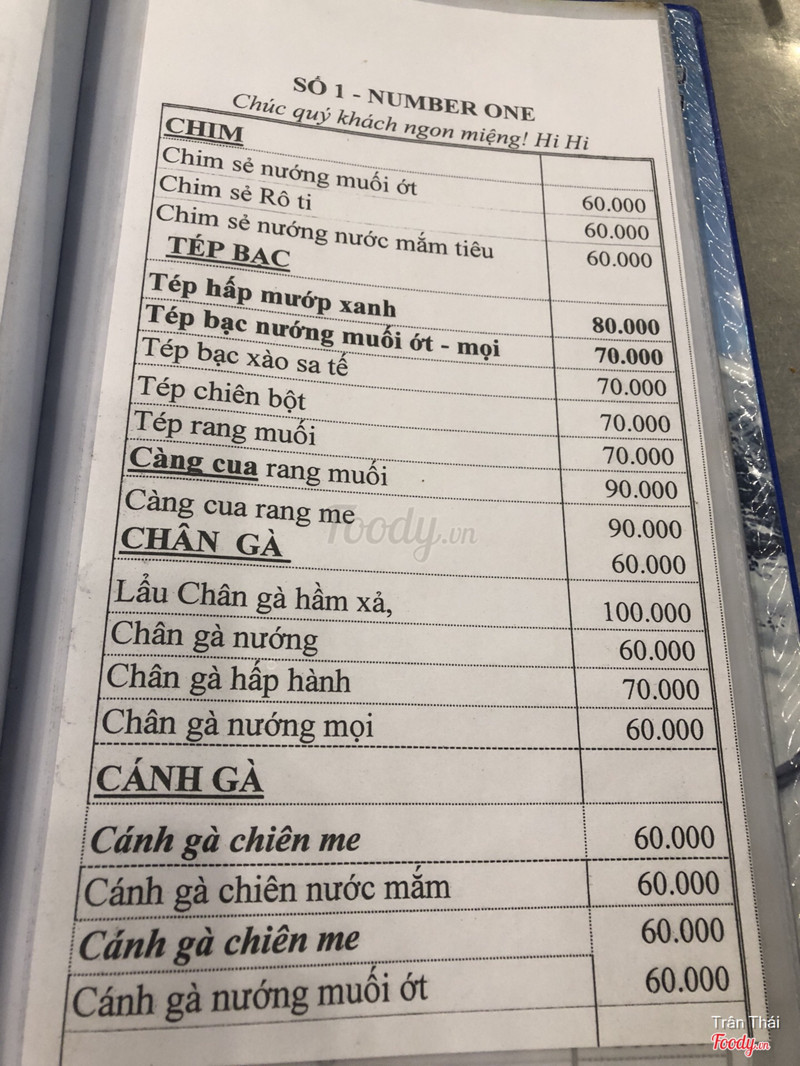 SỐ 1 - NUMBER ONE
Chúc quý khách ngon miệng! Hi Hi
CHIM
Chim sẻ nướng muối ớt 60.000
Chim sẻ Rô ti 60.000
Chim sẻ nướng nước mắm tiêu 60.000
TÉP BẠC
Tép hấp mướp xanh 80.000
Tép bạc nướng muối ớt - mọi 70.000
Tép bạc xào sa tế 70.000
Tép chiên bột 70.000
Tép rang muối 70.000
Càng cua rang muối 90.000
Càng cua rang me 90.000
CHÂN GÀ 60.000
Lẩu Chân gà hầm xả, 100.000
Chân gà nướng 60.000
Chân gà hấp hành 70.000
Chân gà nướng mọi 60.000
CÁNH GÀ
Cánh gà chiên me 60.000
Cánh gà chiên nước mắm 60.000
Cánh gà chiên me 60.000
Cánh gà nướng muối ớt 60.000
foody.vn
Trân Thái
Foody.vn